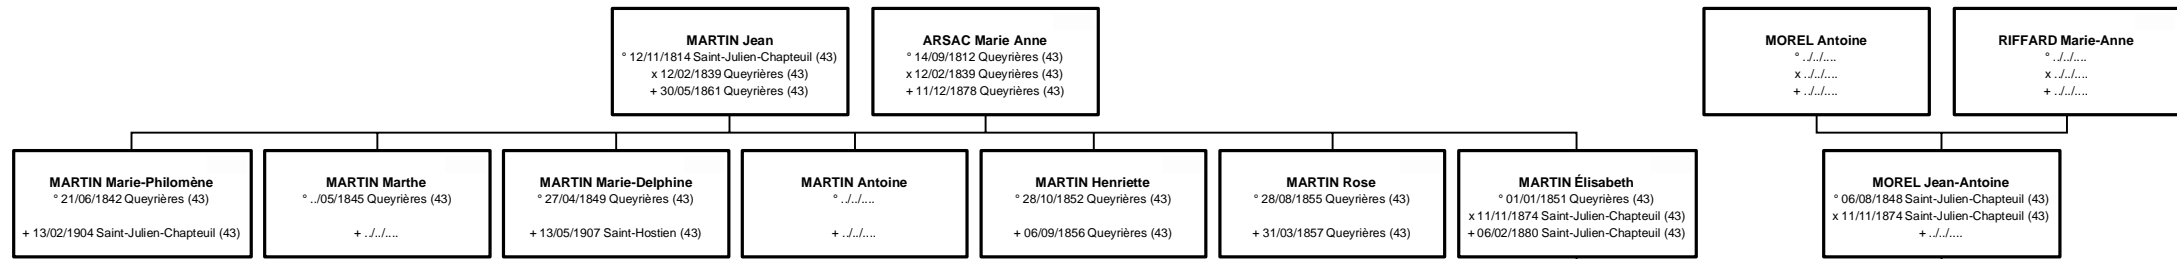 MARTIN Jean
° 12/11/1814 Saint-Julien-Chapteuil (43)
x 12/02/1839 Queyrières (43)
+ 30/05/1861 Queyrières (43)
ARSAC Marie Anne
° 14/09/1812 Queyrières (43)
x 12/02/1839 Queyrières (43)
+ 11/12/1878 Queyrières (43)
MOREL Antoine
° ../../....
x ../../....
+ ../../....
RIFFARD Marie-Anne
° ../../....
x ../../....
+ ../../....
MARTIN Marie-Philomène
° 21/06/1842 Queyrières (43)
+ 13/02/1904 Saint-Julien-Chapteuil (43)
MARTIN Marthe
° ../05/1845 Queyrières (43)
+ ../../....
MARTIN Marie-Delphine
° 27/04/1849 Queyrières (43)
+ 13/05/1907 Saint-Hostien (43)
MARTIN Antoine
° ../../....
+ ../../....
MARTIN Henriette
° 28/10/1852 Queyrières (43)
+ 06/09/1856 Queyrières (43)
MARTIN Rose
° 28/08/1855 Queyrières (43)
+ 31/03/1857 Queyrières (43)
MARTIN Élisabeth
° 01/01/1851 Queyrières (43)
x 11/11/1874 Saint-Julien-Chapteuil (43)
+ 06/02/1880 Saint-Julien-Chapteuil (43)
MOREL Jean-Antoine
° 06/08/1848 Saint-Julien-Chapteuil (43)
x 11/11/1874 Saint-Julien-Chapteuil (43)
+ ../../....